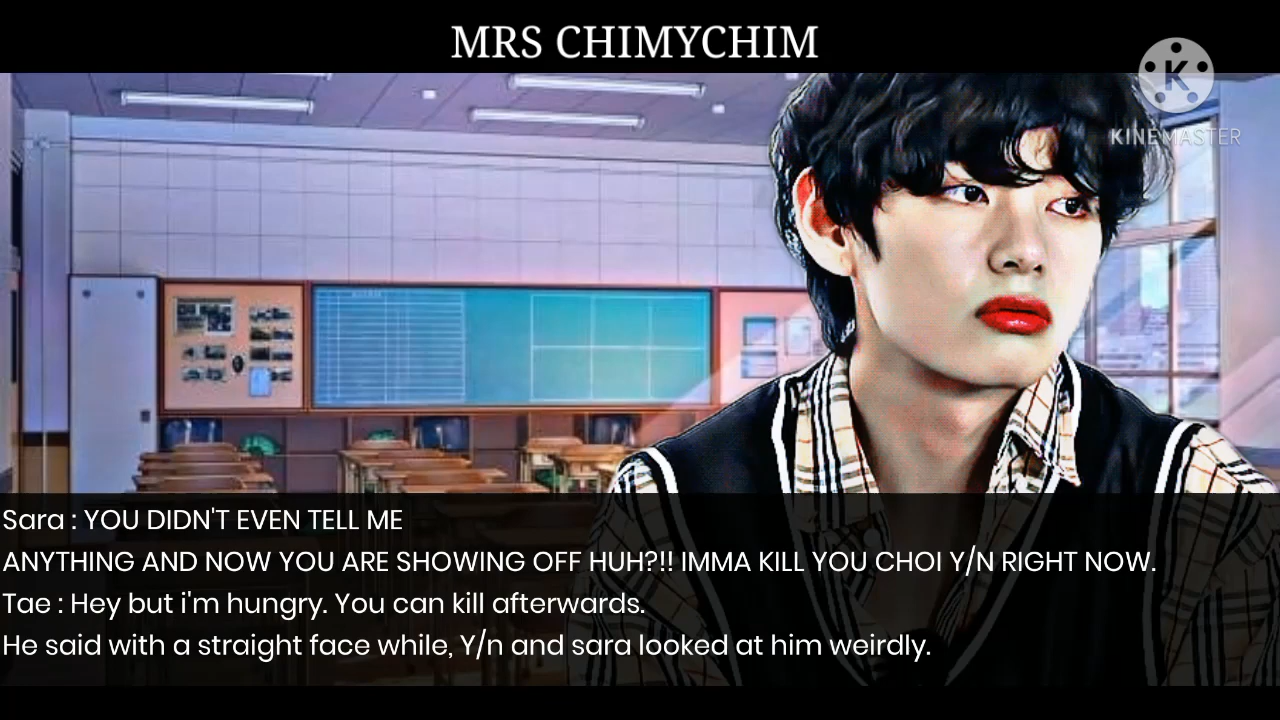 MRS CHIMYCHIM
K
KINEMASTER
Sara : YOU DIDN'T EVEN TELL ME
ANYTHING AND NOW YOU ARE SHOWING OFF HUH?!! IMMA KILL YOU CHOI Y/N RIGHT NOW.
Tae : Hey but i'm hungry. You can kill afterwards.
He said with a straight face while, Y/n and sara looked at him weirdly.